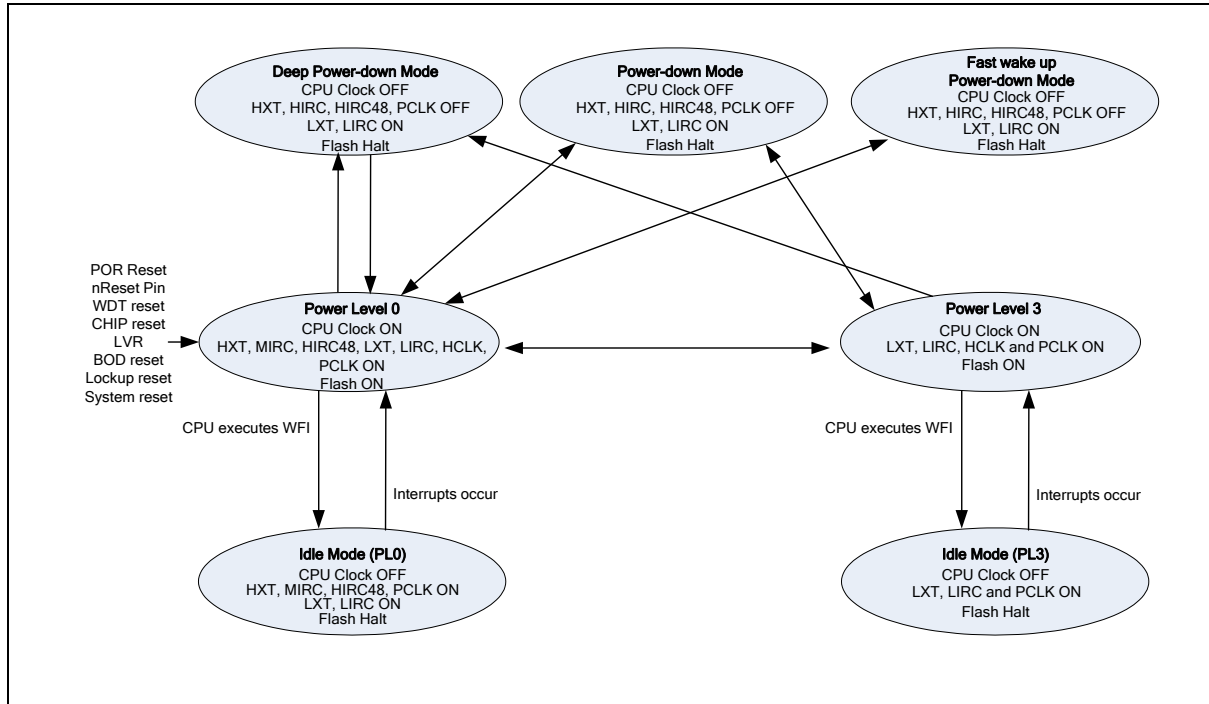 Deep Power-down Mode
CPU Clock OFF
HXT, HIRC, HIRC48, PCLK OFF
LXT, LIRC ON
Flash Halt
Power-down Mode
CPU Clock OFF
HXT, HIRC, HIRC48, PCLK OFF
LXT, LIRC ON
Flash Halt
Fast wake up
Power-down Mode
CPU Clock OFF
HXT, HIRC, HIRC48, PCLK OFF
LXT, LIRC ON
Flash Halt
POR Reset
nReset Pin
WDT reset
CHIP reset
LVR
BOD reset
Lockup reset
System reset
Power Level 0
CPU Clock ON
HXT, MIRC, HIRC48, LXT, LIRC, HCLK,
PCLK ON
Flash ON
Power Level 3
CPU Clock ON
LXT, LIRC, HCLK and PCLK ON
Flash ON
CPU executes WFI
Interrupts occur
CPU executes WFI
Interrupts occur
Idle Mode (PL0)
CPU Clock OFF
HXT, MIRC, HIRC48, PCLK ON
LXT, LIRC ON
Flash Halt
Idle Mode (PL3)
CPU Clock OFF
LXT, LIRC and PCLK ON
Flash Halt